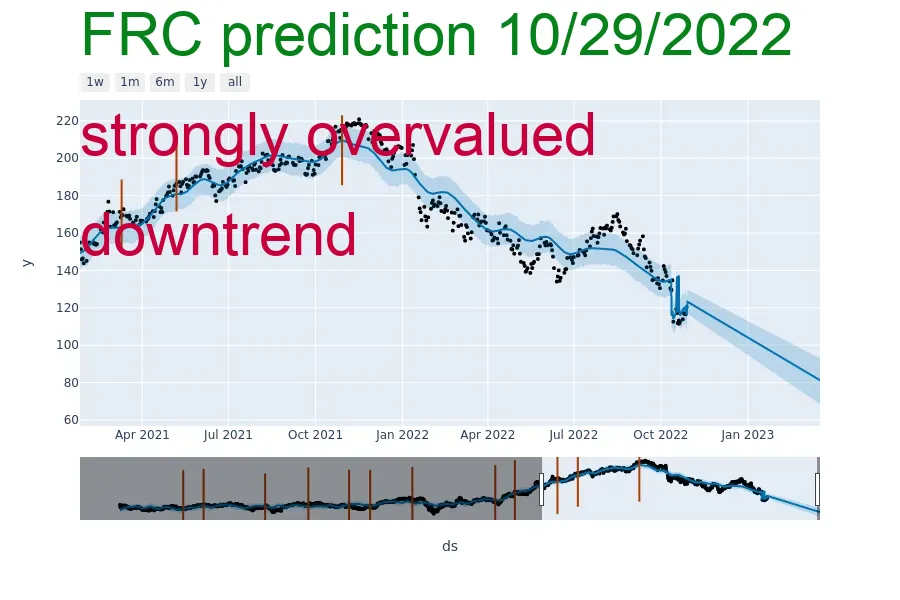 FRC prediction 10/29/2022
1w 1m 6m 1y all
strongly overvalued
downtrend
220
200
180
160
140
120
100
80
60
y
Apr 2021 Jul 2021 Oct 2021 Jan 2022 Apr 2022 Jul 2022 Oct 2022 Jan 2023
ds